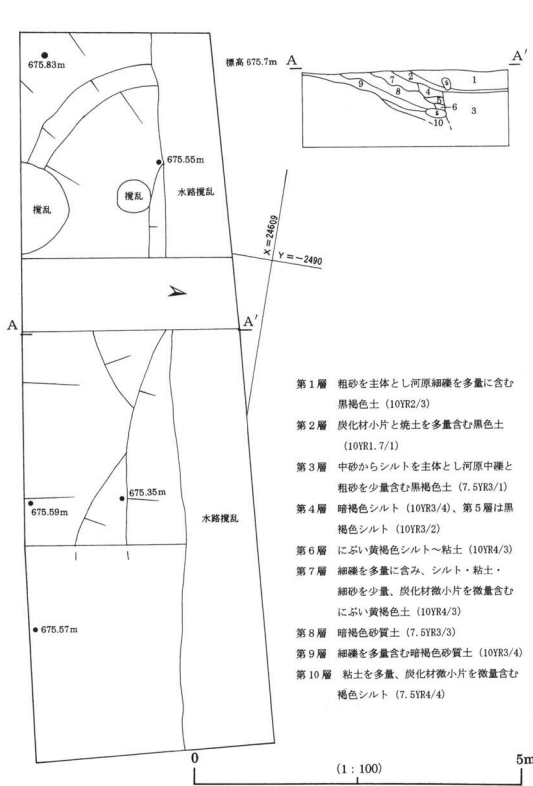 675.83m
標高 675.7m
A
A′
1
2
7
9
8
4
5
6
3
10
S
S
675.55m
水路攪乱
攪乱
攪乱
X=24609
Y=-2490
A
A′
675.35m
675.59m
水路攪乱
675.57m
第1層 粗砂を主体とし河原細礫を多量に含む
黒褐色土(10YR2/3)
第2層 炭化材小片と焼土を多量含む黒色土
(10YR1.7/1)
第3層 中砂からシルトを主体とし河原中礫と
粗砂を少量含む黒褐色土(7.5YR3/1)
第4層 暗褐色シルト(10YR3/4)、第5層は黒
褐色シルト(10YR3/2)
第6層 にぶい黄褐色シルト~粘土(10YR4/3)
第7層 細礫を多量に含み、シルト・粘土・
細砂を少量、炭化材微小片を微量含む
にぶい黄褐色土(10YR4/3)
第8層 暗褐色砂質土(7.5YR3/3)
第9層 細礫を多量含む暗褐色砂質土(10YR3/4)
第10層 粘土を多量、炭化材微小片を微量含む
褐色シルト(7.5YR4/4)
0
(1:100)
5m